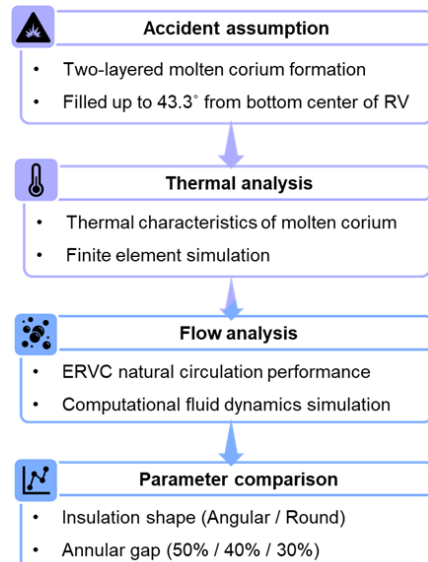 Accident assumption
• Two-layered molten corium formation
• Filled up to 43.3˚ from bottom center of RV
Thermal analysis
• Thermal characteristics of molten corium
• Finite element simulation
Flow analysis
• ERVC natural circulation performance
• Computational fluid dynamics simulation
Parameter comparison
• Insulation shape (Angular / Round)
• Annular gap (50% / 40% / 30%)